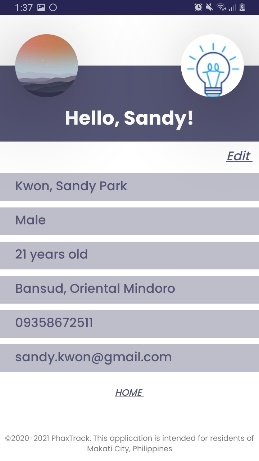 1:37
Hello, Sandy!
Edit
Kwon, Sandy Park
Male
21 years old
Bansud, Oriental Mindoro
09358672511
sandy.kwon@gmail.com
HOME
©2020-2021 PhaxTrack. This application is intended for residents of
Makati City, Philippines